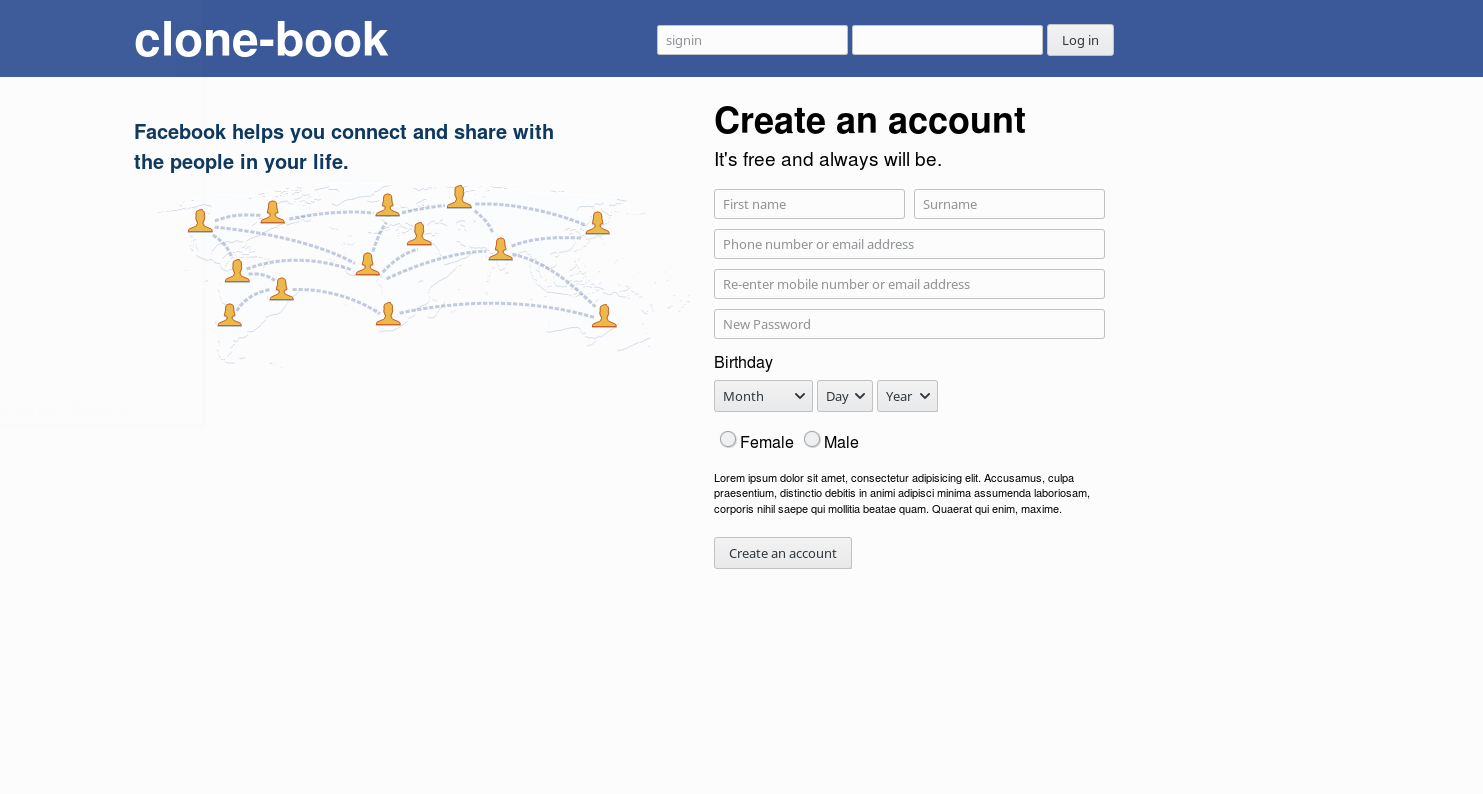 clone-book
signin
Log in
Facebook helps you connect and share with
the people in your life.
Create an account
It's free and always will be.
First name
Surname
Phone number or email address
Re-enter mobile number or email address
New Password
Birthday
Month
Day
Year
Female
Male
Lorem ipsum dolor sit amet, consectetur adipisicing elit. Accusamus, culpa
praesentium, distinctio debitis in animi adipisci minima assumenda laboriosam,
corporis nihil saepe qui mollitia beatae quam. Quaerat qui enim, maxime.
Create an account